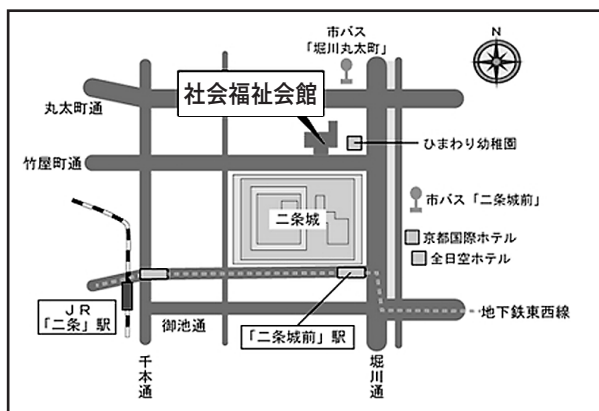 市バス
「堀川丸太町」
N
社会福祉会館
丸太町通
ひまわり幼稚園
竹屋町通
市バス「二条城前」
二条城
京都国際ホテル
全日空ホテル
JR
「二条」駅
御池通
「二条城前」駅
地下鉄東西線
千本通
堀川通